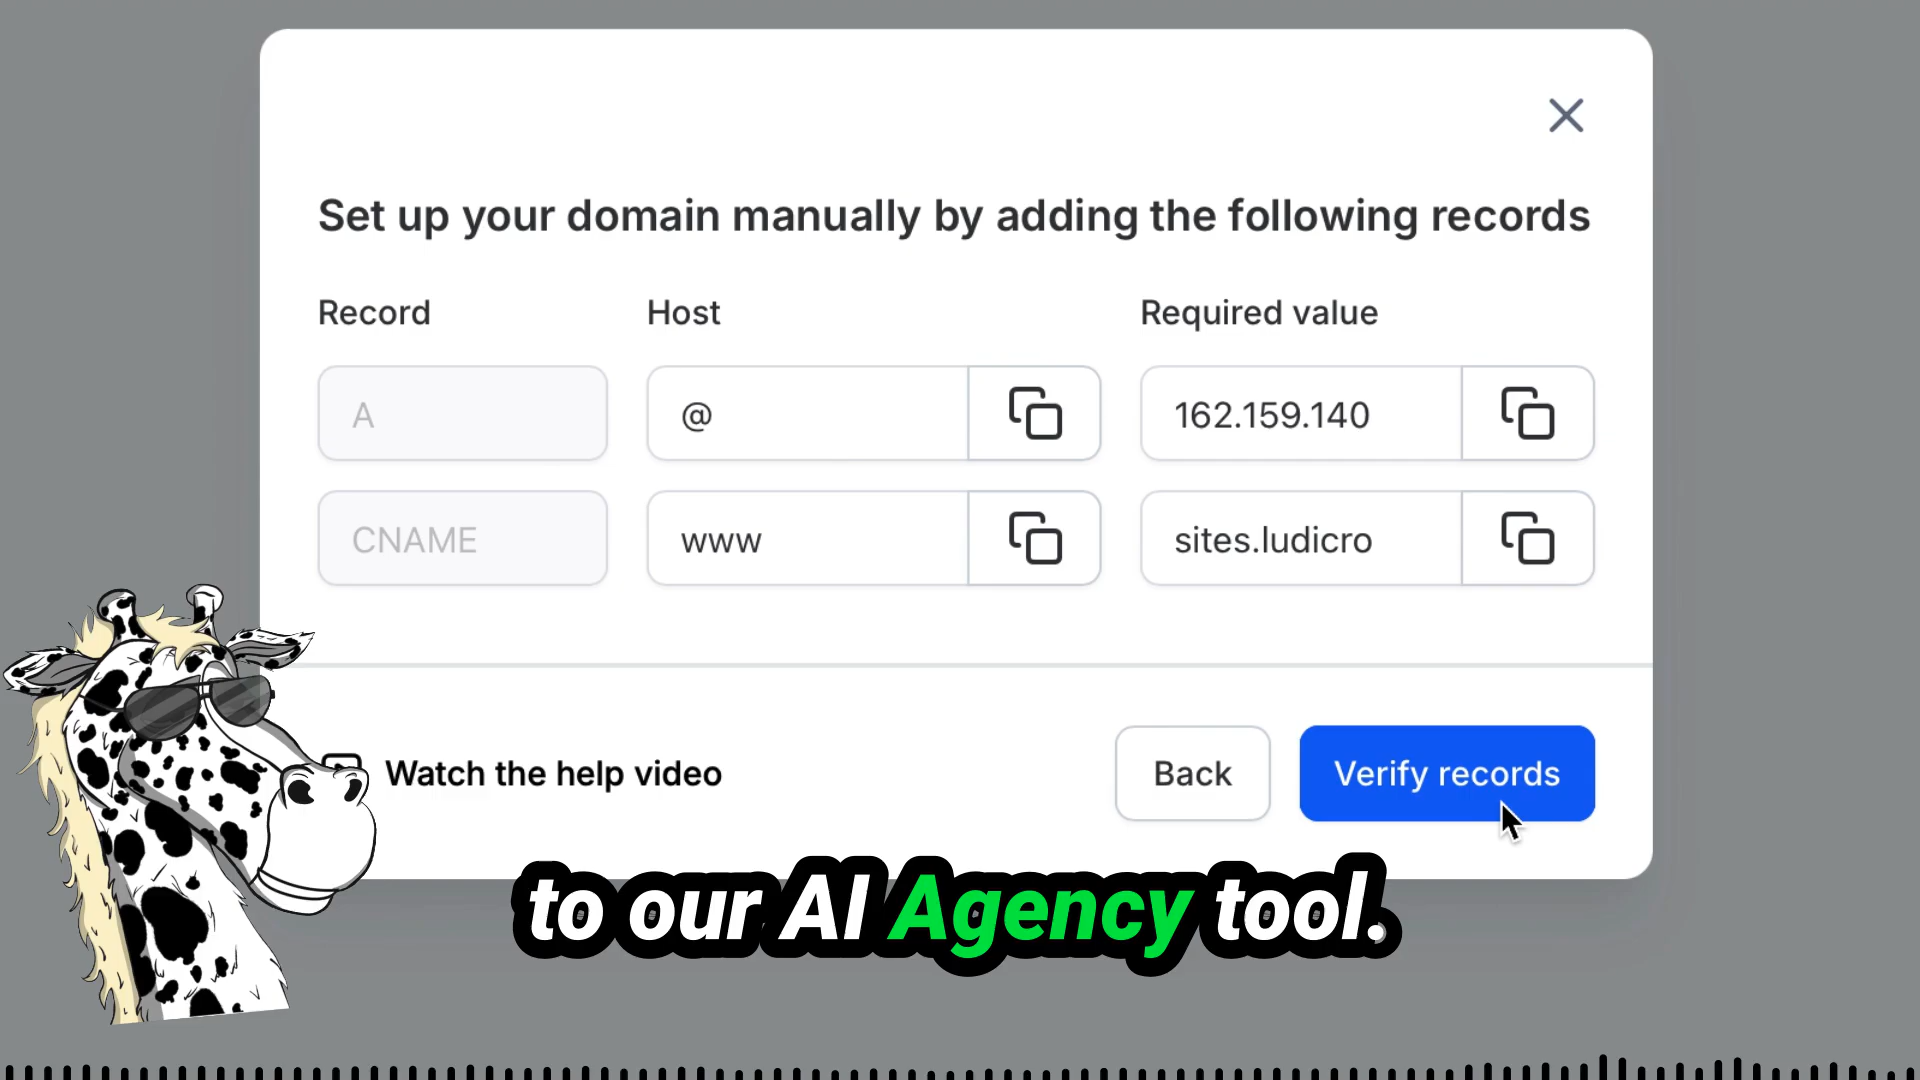 Set up your domain manually by adding the following records
Record Host Required value
A @ 162.159.140
CNAME www sites.ludicro
Watch the help video Back Verify records
to our AI Agency tool.